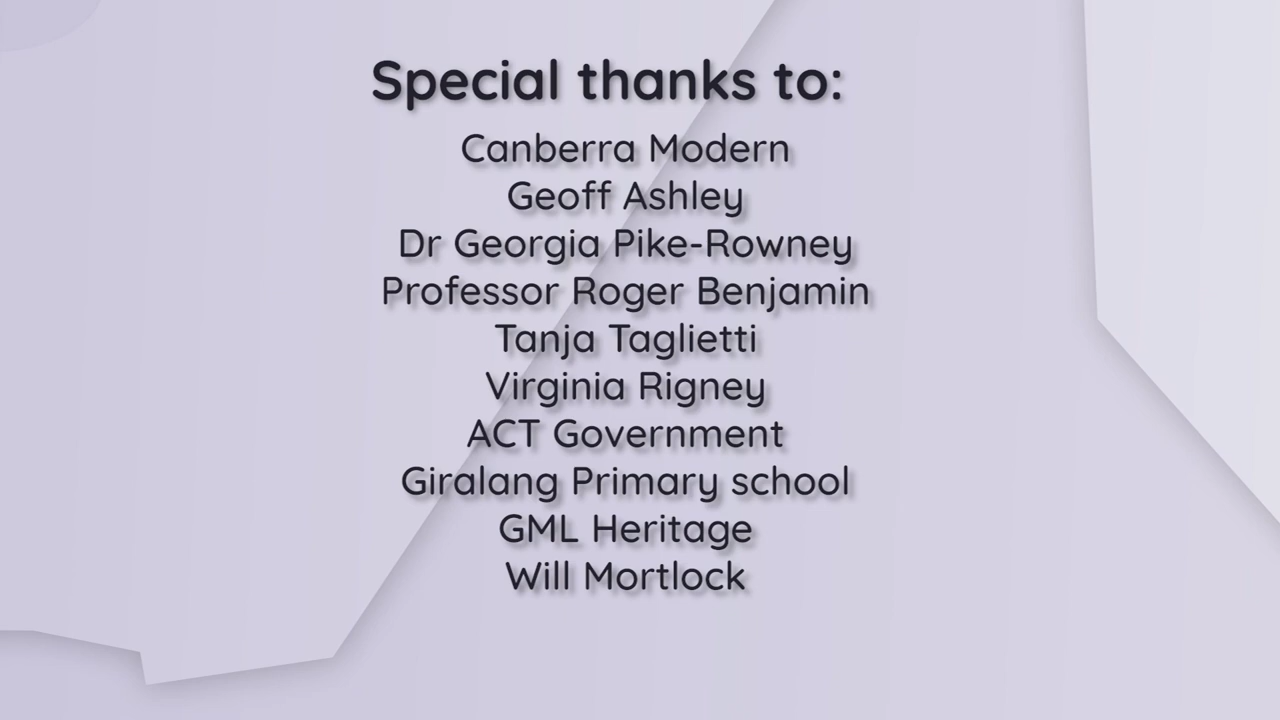 Special thanks to:
Canberra Modern
Geoff Ashley
Dr Georgia Pike-Rowney
Professor Roger Benjamin
Tanja Taglietti
Virginia Rigney
ACT Government
Giralang Primary school
GML Heritage
Will Mortlock